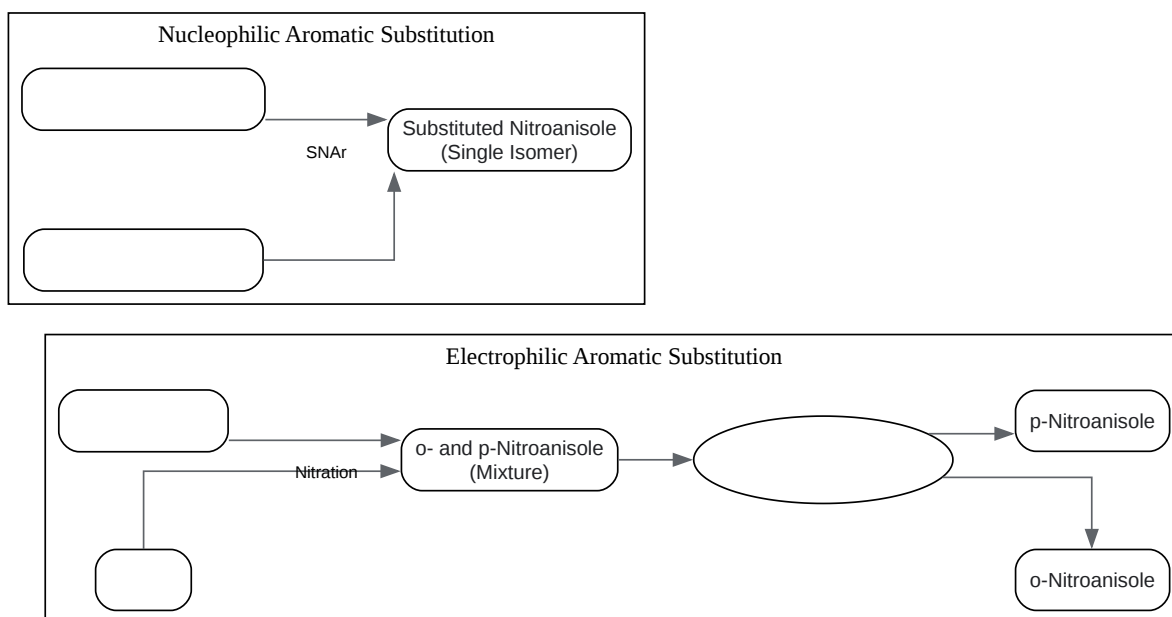 Nucleophilic Aromatic Substitution
Substituted Nitroanisole
(Single Isomer)
SNAr
Electrophilic Aromatic Substitution
p-Nitroanisole
o- and p-Nitroanisole
(Mixture)
Nitration
o-Nitroanisole